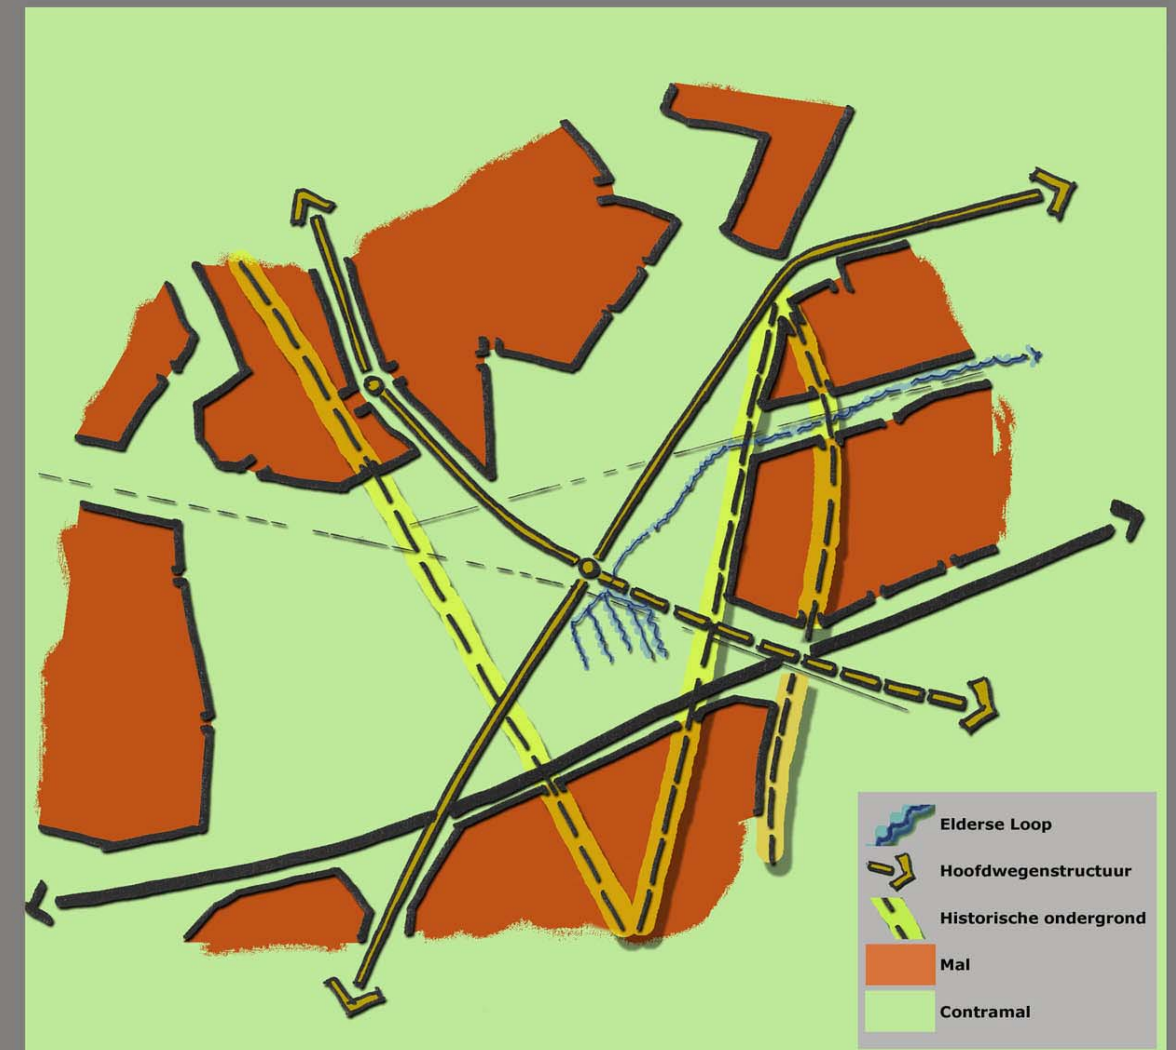 Elderse Loop
Hoofdwegenstructuur
Historische ondergrond
Mal
Contramal